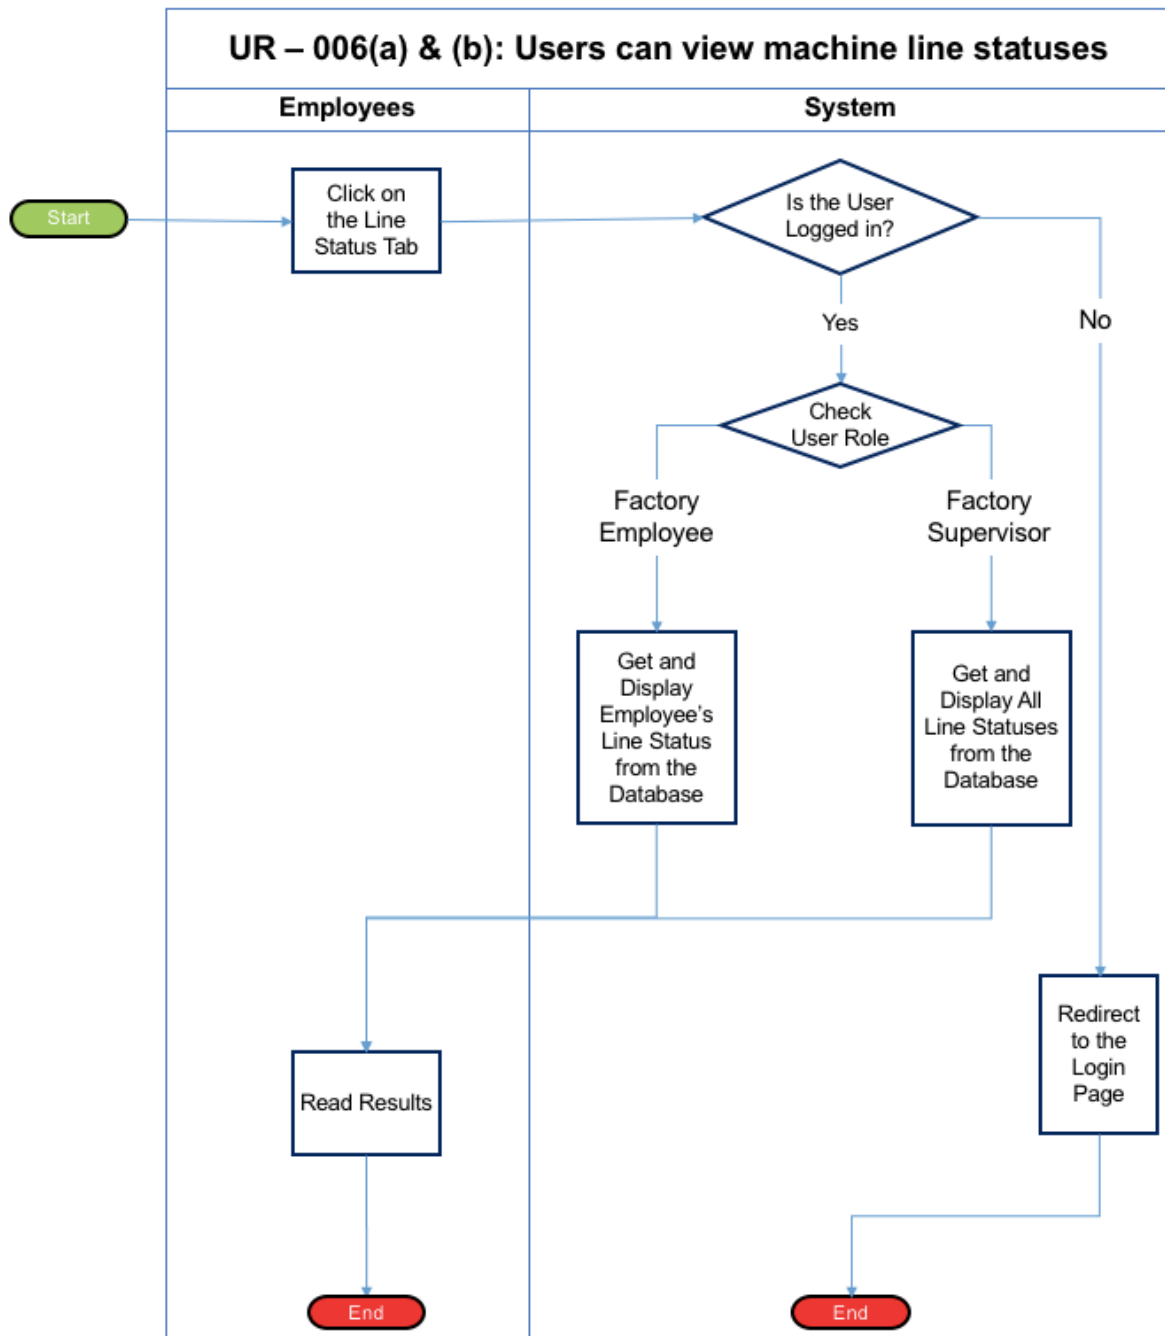 UR – 006(a) & (b): Users can view machine line statuses
Employees
System
Start
Click on
the Line
Status Tab
Is the User
Logged in?
Yes
No
Check
User Role
Factory
Employee
Factory
Supervisor
Get and
Display
Employee’s
Line Status
from the
Database
Get and
Display All
Line Statuses
from the
Database
Read Results
Redirect
to the
Login
Page
End
End